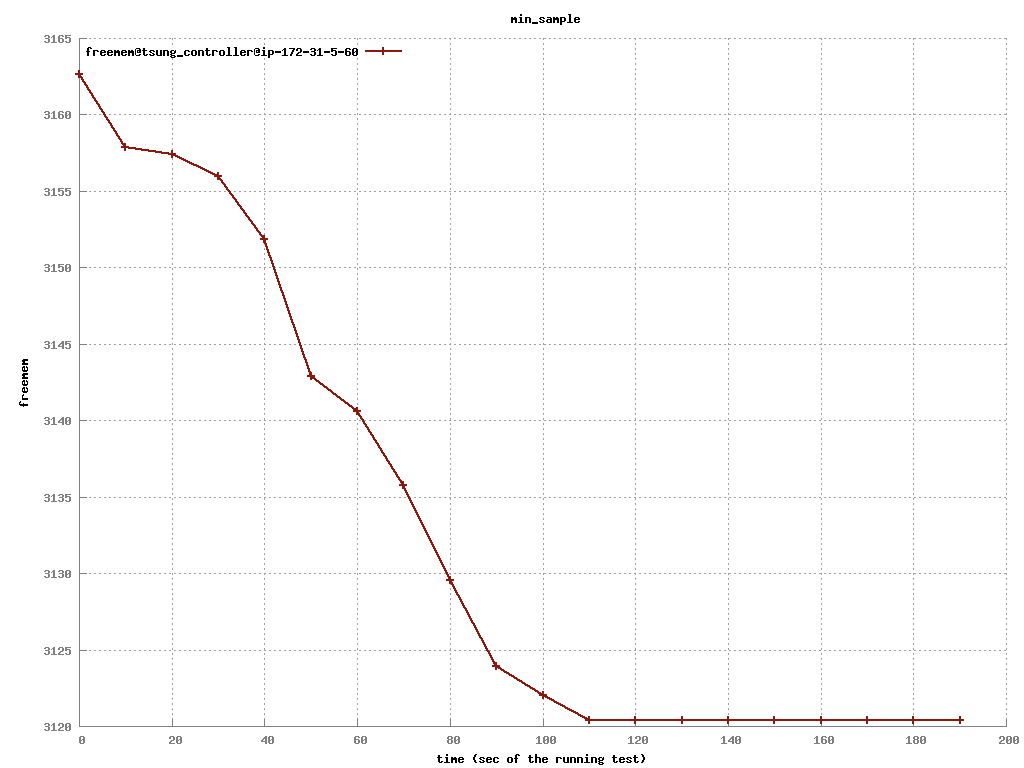 min_sample
3165
freemem@tsung_controller@ip-172-31-5-60
3160
3155
3150
3145
freemem
3140
3135
3130
3125
3120
0 20 40 60 80 100 120 140 160 180 200
time (sec of the running test)